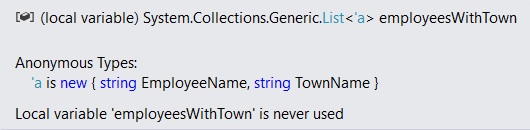 (local variable) System.Collections.Generic.List<'a> employeesWithTown
Anonymous Types:
'a is new { string EmployeeName, string TownName }
Local variable 'employeesWithTown' is never used